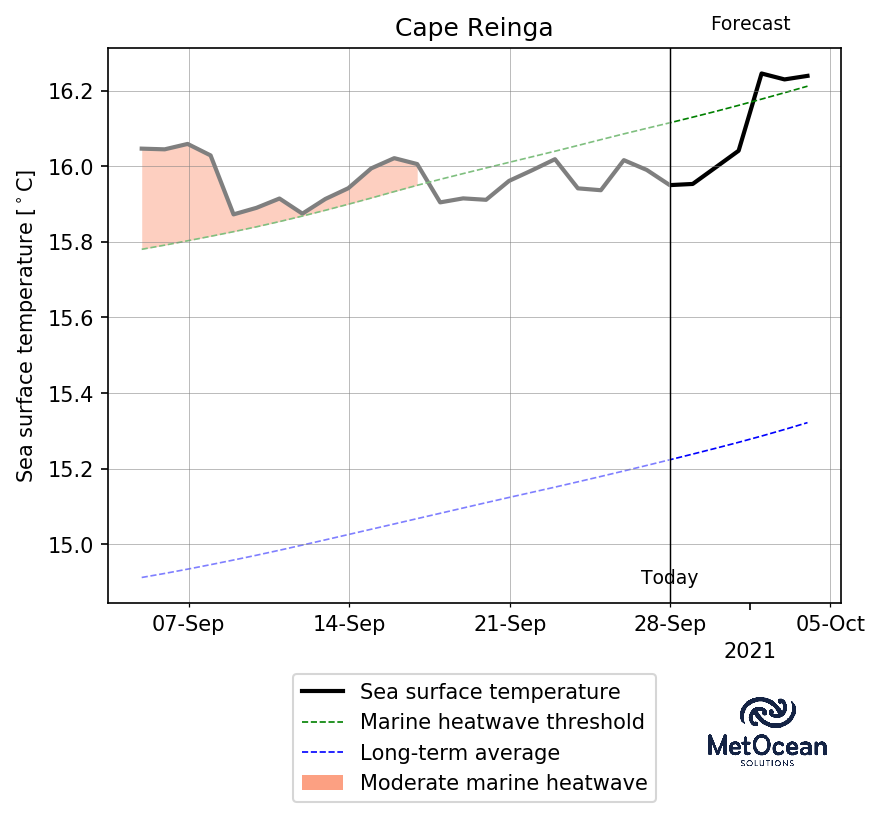 Cape Reinga
Forecast
Sea surface temperature [°C]
16.2
16.0
15.8
15.6
15.4
15.2
15.0
Today
07-Sep
14-Sep
21-Sep
28-Sep
05-Oct
2021
Sea surface temperature
Marine heatwave threshold
Long-term average
Moderate marine heatwave
MetOcean
SOLUTIONS